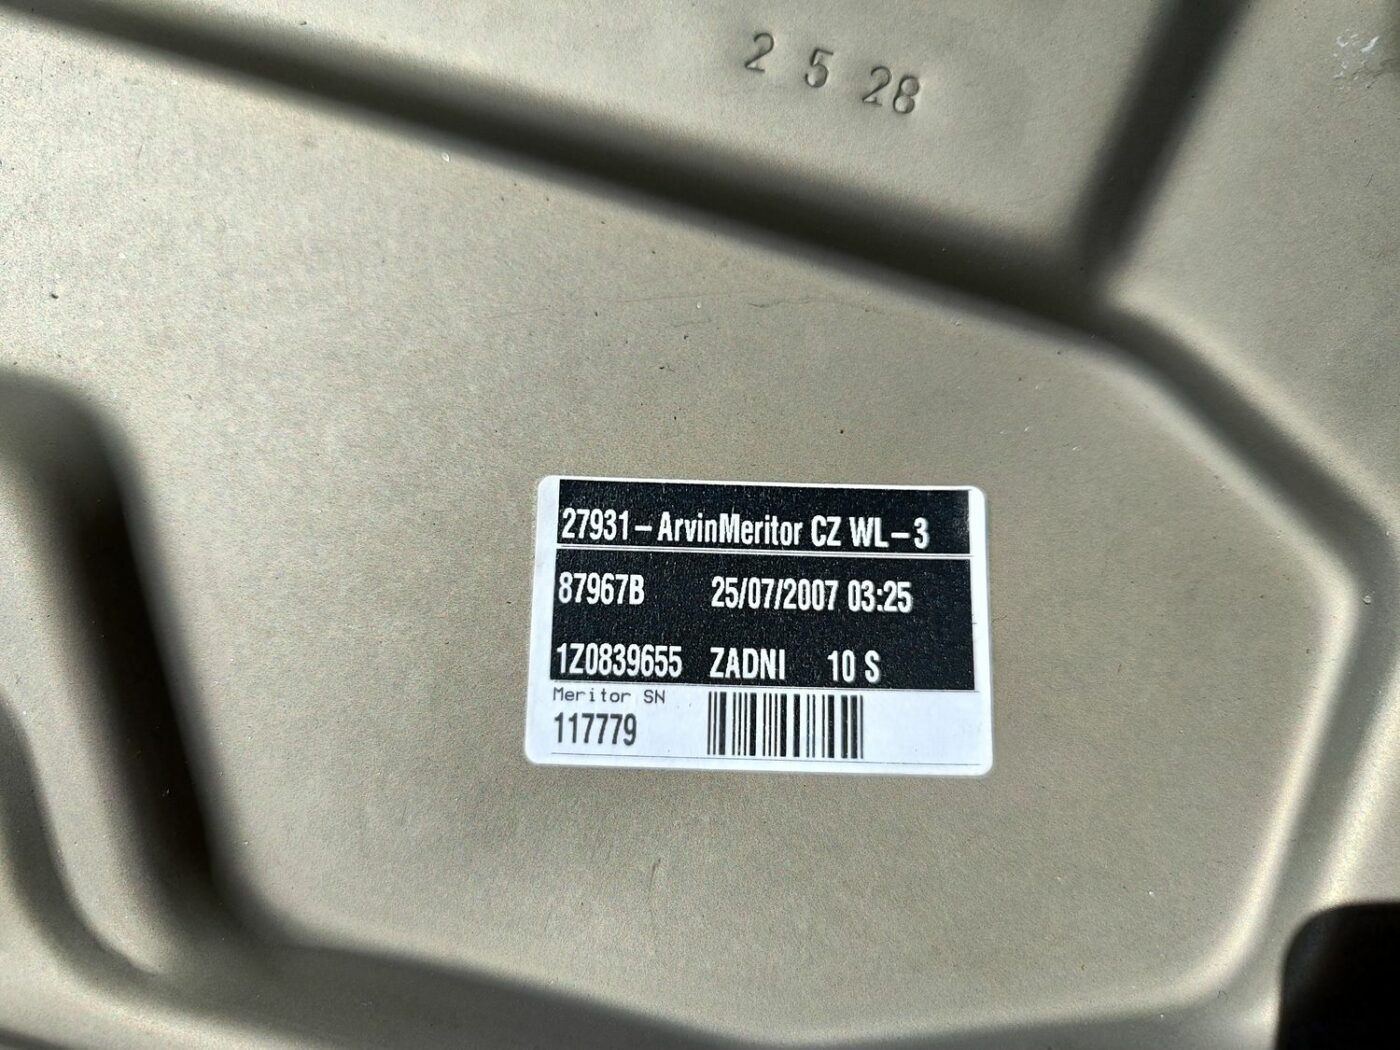 2 5 28
27931-ArvinMeritor CZ WL-3
87967B 25/07/2007 03:25
1Z0839655 ZADNI 10 S
Meritor SN
117779